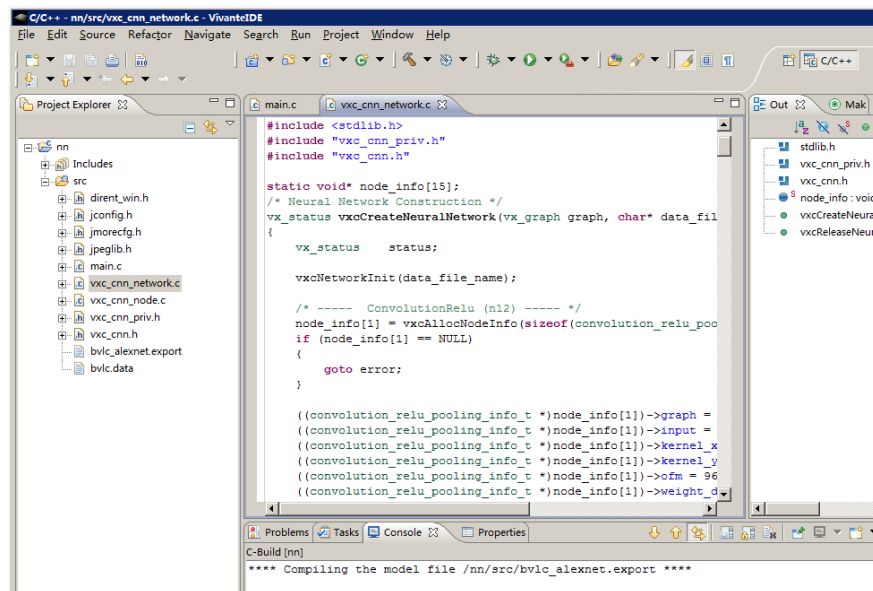 C/C++ - nn/src/vxc_cnn_network.c - VivanteIDE
File Edit Source Refactor Navigate Search Run Project Window Help
C/C++
Project Explorer
main.c
vxc_cnn_network.c
Out
Mak
nn
Includes
src
dirent_win.h
jconfig.h
jmorecfg.h
jpeglib.h
main.c
vxc_cnn_network.c
vxc_cnn_node.c
vxc_cnn_priv.h
vxc_cnn.h
bvlc_alexnet.export
bvlc.data
#include <stdlib.h>
#include "vxc_cnn_priv.h"
#include "vxc_cnn.h"
static void* node_info[15];
/* Neural Network Construction */
vx_status vxcCreateNeuralNetwork(vx_graph graph, char* data_fil
{
vx_status status;
vxcNetworkInit(data_file_name);
/* ----- ConvolutionRelu (n12) ----- */
node_info[1] = vxcAllocNodeInfo(sizeof(convolution_relu_poo
if (node_info[1] == NULL)
{
goto error;
}
((convolution_relu_pooling_info_t *)node_info[1])->graph =
((convolution_relu_pooling_info_t *)node_info[1])->input =
((convolution_relu_pooling_info_t *)node_info[1])->kernel_x
((convolution_relu_pooling_info_t *)node_info[1])->kernel_y
((convolution_relu_pooling_info_t *)node_info[1])->ofm = 96
((convolution_relu_pooling_info_t *)node_info[1])->weight_d
stdlib.h
vxc_cnn_priv.h
vxc_cnn.h
node_info : void
vxcCreateNeura
vxcReleaseNeur
Problems Tasks Console Properties
C-Build [nn]
**** Compiling the model file /nn/src/bvlc_alexnet.export ****